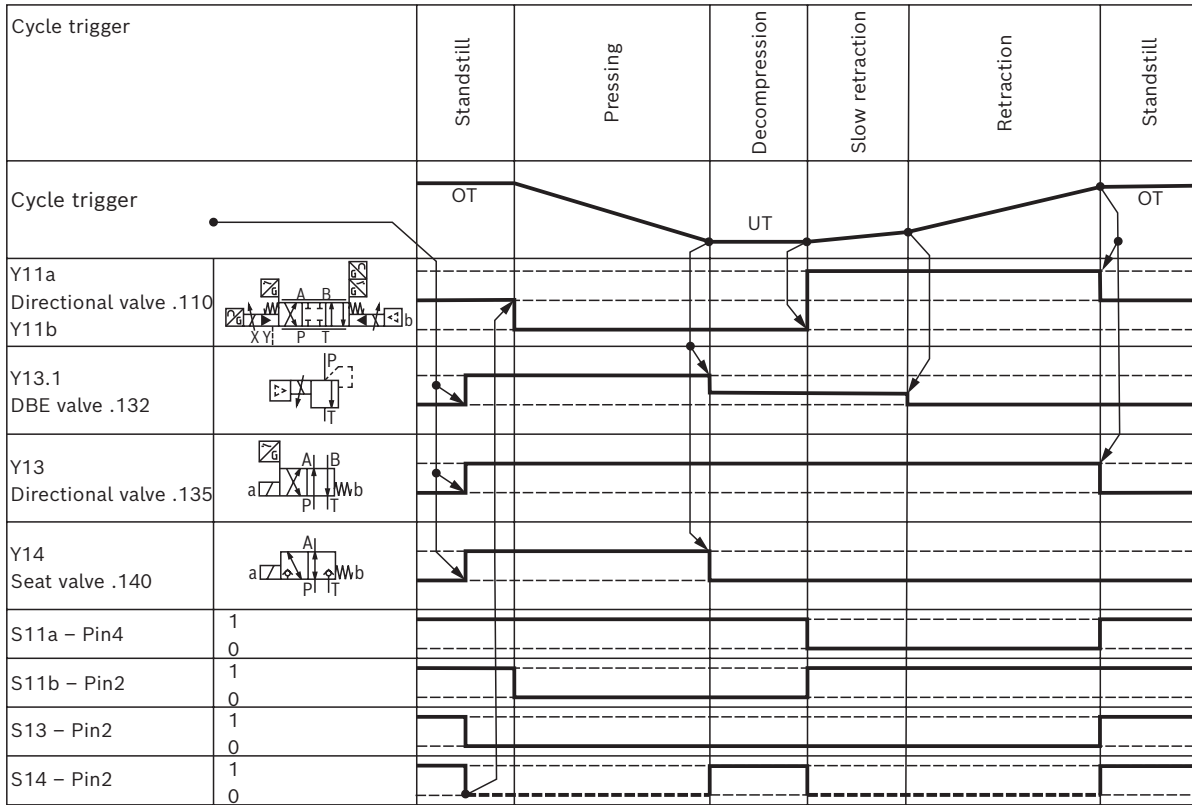 Cycle trigger
Standstill
Pressing
Decompression
Slow retraction
Retraction
Standstill
Cycle trigger
OT
UT
OT
Y11a
Directional valve .110
Y11b
A B
b
X Y P T
Y13.1
DBE valve .132
P
T
Y13
Directional valve .135
G
A B
a b
P T
Y14
Seat valve .140
A
a b
P T
S11a – Pin4
1
0
S11b – Pin2
1
0
S13 – Pin2
1
0
S14 – Pin2
1
0